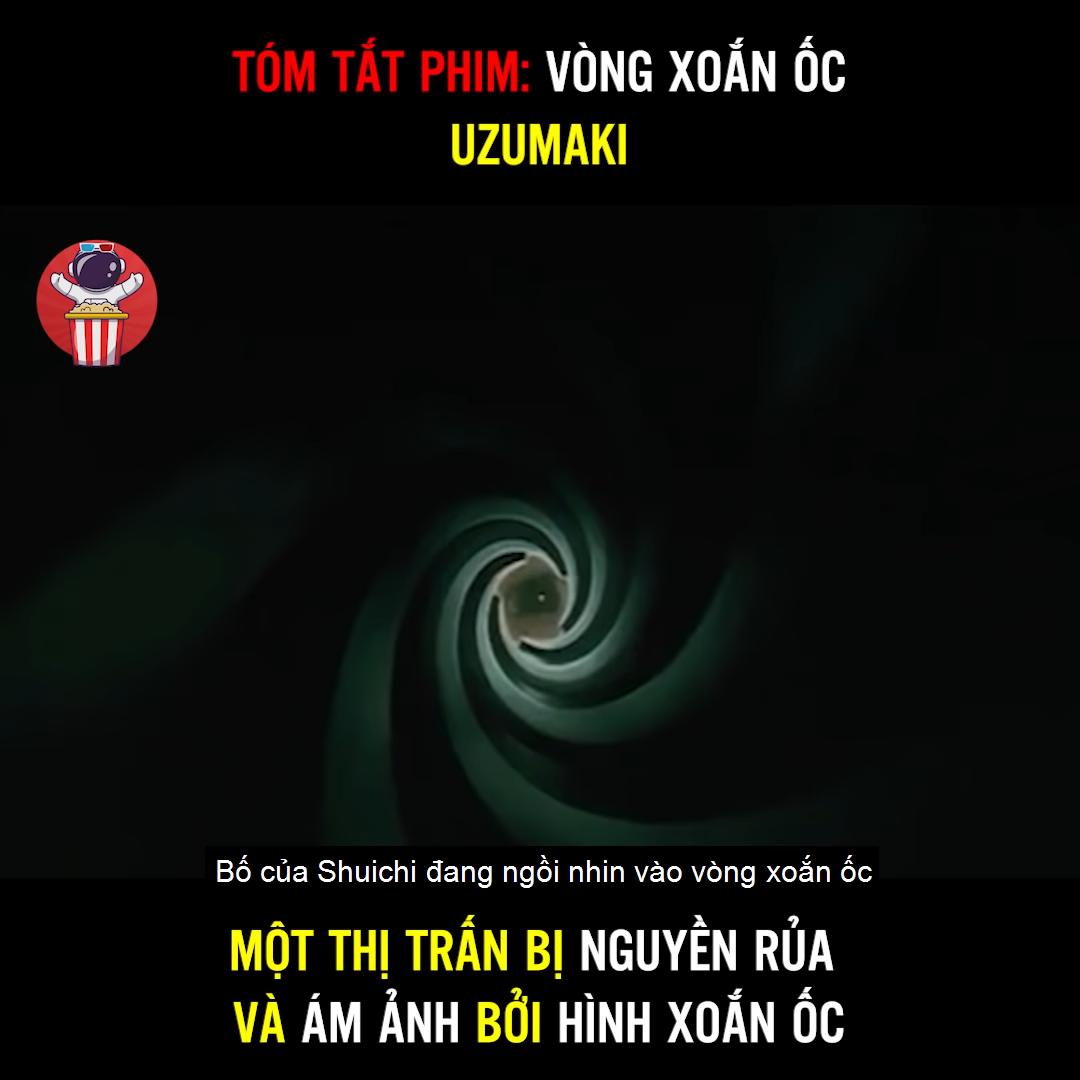 TÓM TẮT PHIM: VÒNG XOẮN ỐC
UZUMAKI
Bố của Shuichi đang ngồi nhin vào vòng xoắn ốc
MỘT THỊ TRẤN BỊ NGUYỀN RỦA
VÀ ÁM ẢNH BỞI HÌNH XOẮN ỐC